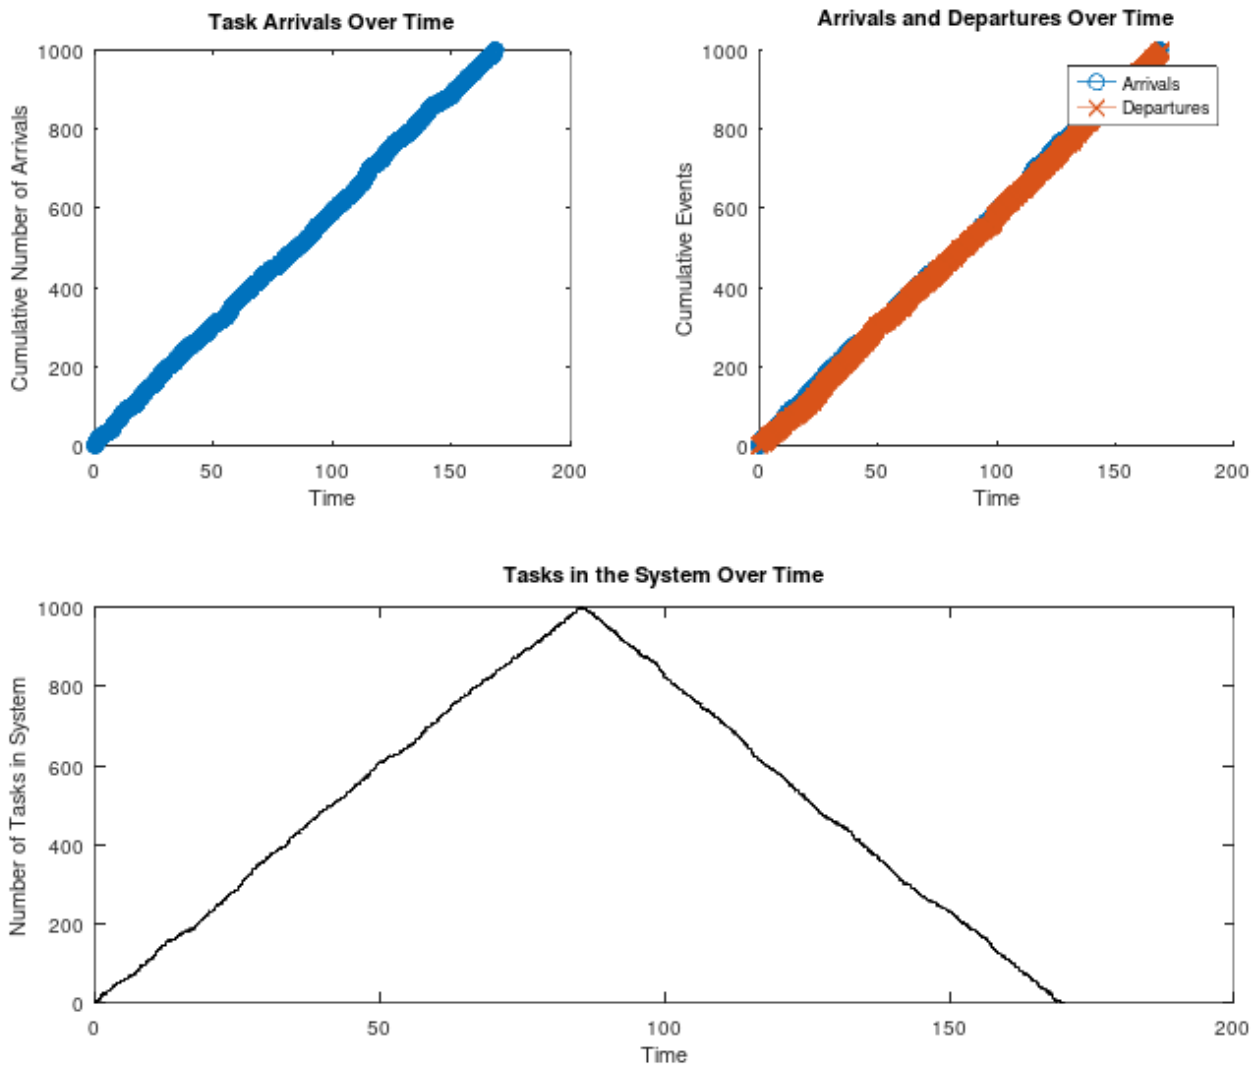 Task Arrivals Over Time
1000
800
600
400
200
0
Cumulative Number of Arrivals
0 50 100 150 200
Time
Arrivals and Departures Over Time
1000
800
600
400
200
0
Cumulative Events
Arrivals
Departures
0 50 100 150 200
Time
Tasks in the System Over Time
1000
800
600
400
200
0
Number of Tasks in System
0 50 100 150 200
Time